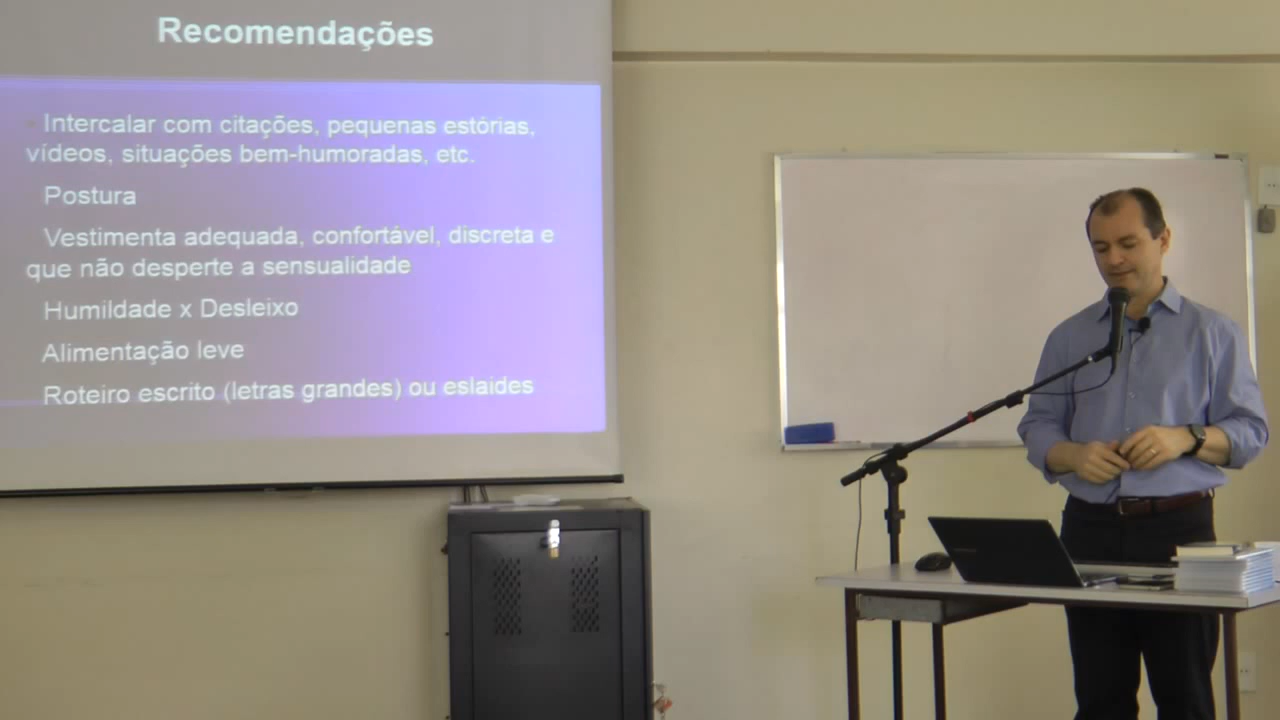 Recomendações
- Intercalar com citações, pequenas estórias,
vídeos, situações bem-humoradas, etc.
Postura
Vestimenta adequada, confortável, discreta e
que não desperte a sensualidade
Humildade x Desleixo
Alimentação leve
Roteiro escrito (letras grandes) ou eslaides